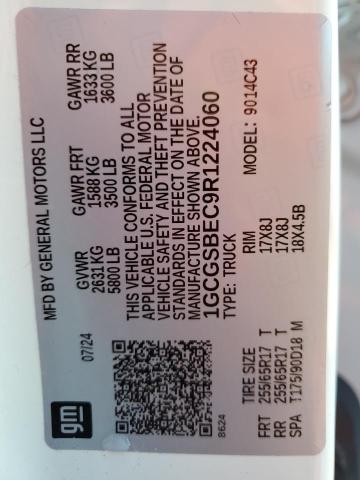 MFD BY GENERAL MOTORS LLC
07/24
GVWR GAWR FRT GAWR RR
2631 KG 1588 KG 1633 KG
5800 LB 3500 LB 3600 LB
THIS VEHICLE CONFORMS TO ALL
APPLICABLE U.S. FEDERAL MOTOR
VEHICLE SAFETY AND THEFT PREVENTION
STANDARDS IN EFFECT ON THE DATE OF
MANUFACTURE SHOWN ABOVE.
1GCGSBEC9R1224060
TYPE: TRUCK MODEL: 9014C43
8624
TIRE SIZE RIM
FRT 255/65R17 T 17X8J
RR 255/65R17 T 17X8J
SPA T175/90D18 M 18X4.5B
gm